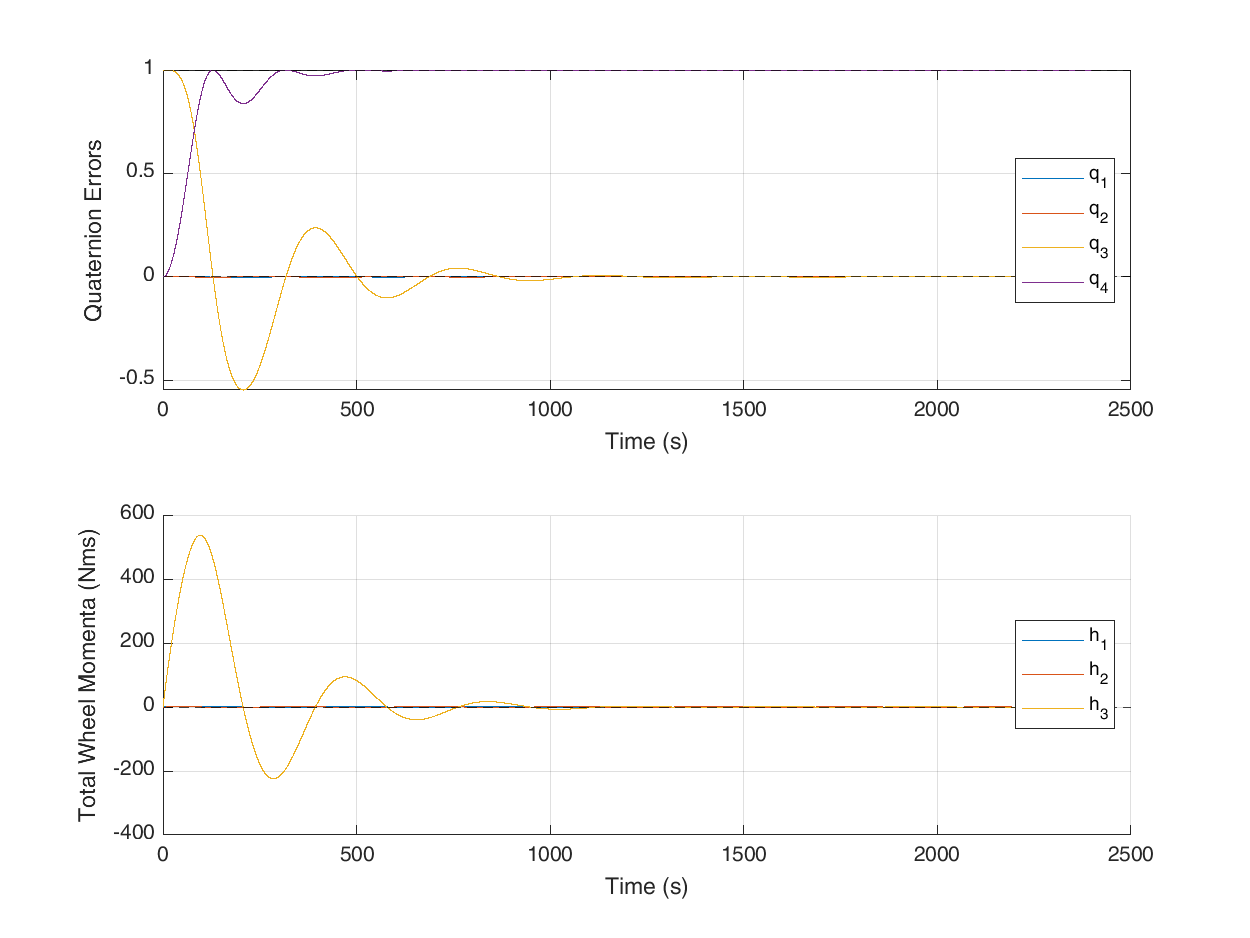 Quaternion Errors
1
0.5
0
-0.5
0 500 1000 1500 2000 2500
Time (s)
q1
q2
q3
q4
Total Wheel Momenta (Nms)
600
400
200
0
-200
-400
0 500 1000 1500 2000 2500
Time (s)
h1
h2
h3